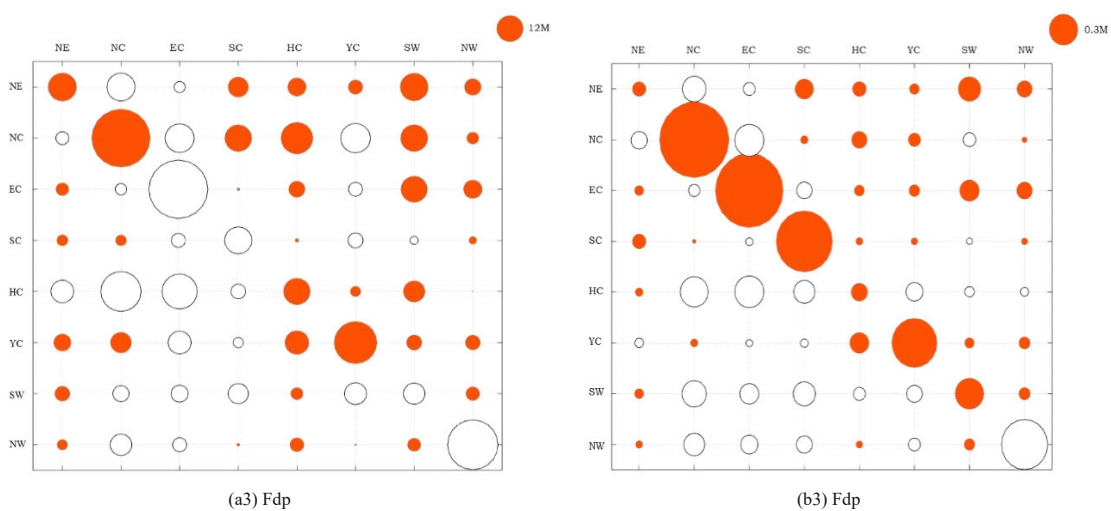 12M
NE NC EC SC HC YC SW NW
NE
NC
EC
SC
HC
YC
SW
NW
(a3) Fdp
0.3M
NE NC EC SC HC YC SW NW
NE
NC
EC
SC
HC
YC
SW
NW
(b3) Fdp